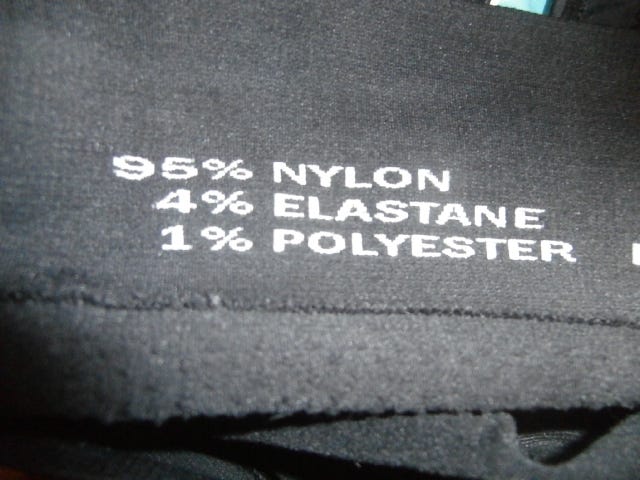 95% NYLON
4% ELASTANE
1% POLYESTER